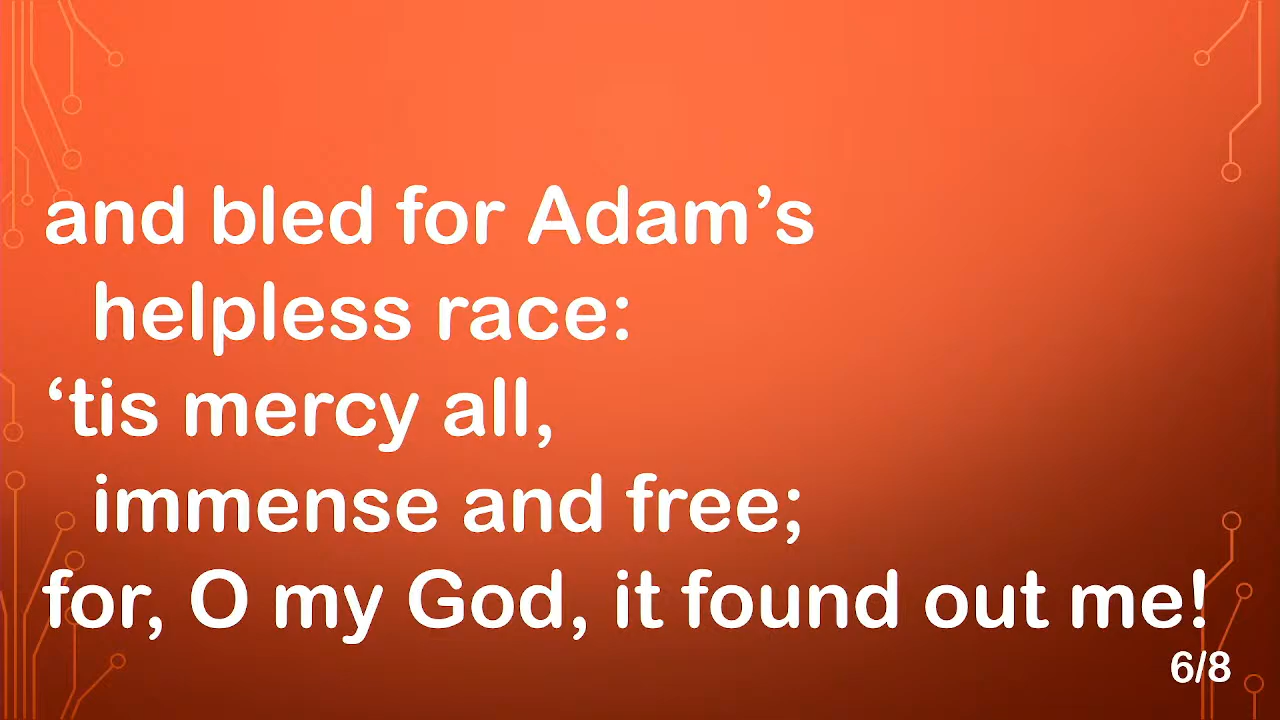 and bled for Adam’s
helpless race:
‘tis mercy all,
immense and free;
for, O my God, it found out me!
6/8